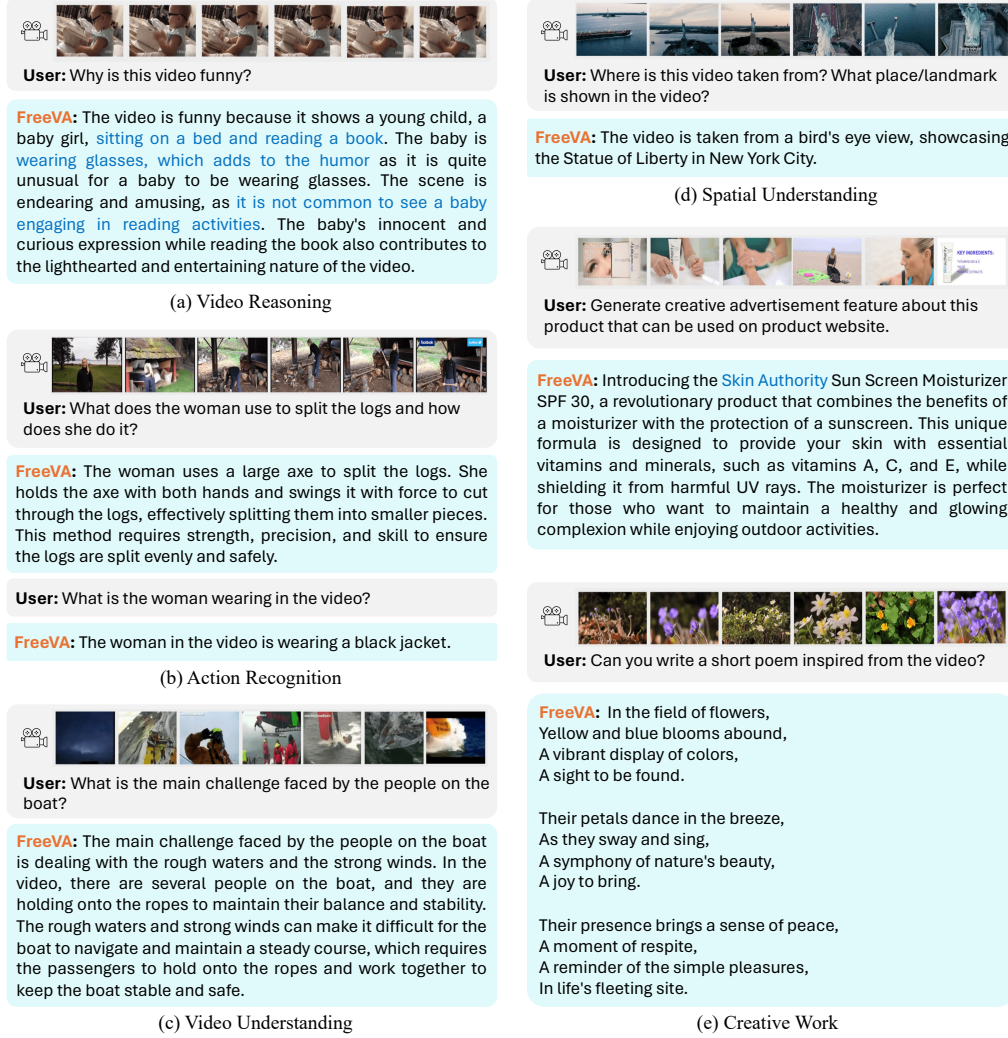 User: Why is this video funny?
FreeVA: The video is funny because it shows a young child, a
baby girl, sitting on a bed and reading a book. The baby is
wearing glasses, which adds to the humor as it is quite
unusual for a baby to be wearing glasses. The scene is
endearing and amusing, as it is not common to see a baby
engaging in reading activities. The baby's innocent and
curious expression while reading the book also contributes to
the lighthearted and entertaining nature of the video.
(a) Video Reasoning
User: What does the woman use to split the logs and how
does she do it?
FreeVA: The woman uses a large axe to split the logs. She
holds the axe with both hands and swings it with force to cut
through the logs, effectively splitting them into smaller pieces.
This method requires strength, precision, and skill to ensure
the logs are split evenly and safely.
User: What is the woman wearing in the video?
FreeVA: The woman in the video is wearing a black jacket.
(b) Action Recognition
User: What is the main challenge faced by the people on the
boat?
FreeVA: The main challenge faced by the people on the boat
is dealing with the rough waters and the strong winds. In the
video, there are several people on the boat, and they are
holding onto the ropes to maintain their balance and stability.
The rough waters and strong winds can make it difficult for the
boat to navigate and maintain a steady course, which requires
the passengers to hold onto the ropes and work together to
keep the boat stable and safe.
(c) Video Understanding
User: Where is this video taken from? What place/landmark
is shown in the video?
FreeVA: The video is taken from a bird's eye view, showcasing
the Statue of Liberty in New York City.
(d) Spatial Understanding
KEY INGREDIENTS:
User: Generate creative advertisement feature about this
product that can be used on product website.
FreeVA: Introducing the Skin Authority Sun Screen Moisturizer
SPF 30, a revolutionary product that combines the benefits of
a moisturizer with the protection of a sunscreen. This unique
formula is designed to provide your skin with essential
vitamins and minerals, such as vitamins A, C, and E, while
shielding it from harmful UV rays. The moisturizer is perfect
for those who want to maintain a healthy and glowing
complexion while enjoying outdoor activities.
User: Can you write a short poem inspired from the video?
FreeVA: In the field of flowers,
Yellow and blue blooms abound,
A vibrant display of colors,
A sight to be found.
Their petals dance in the breeze,
As they sway and sing,
A symphony of nature's beauty,
A joy to bring.
Their presence brings a sense of peace,
A moment of respite,
A reminder of the simple pleasures,
In life's fleeting site.
(e) Creative Work